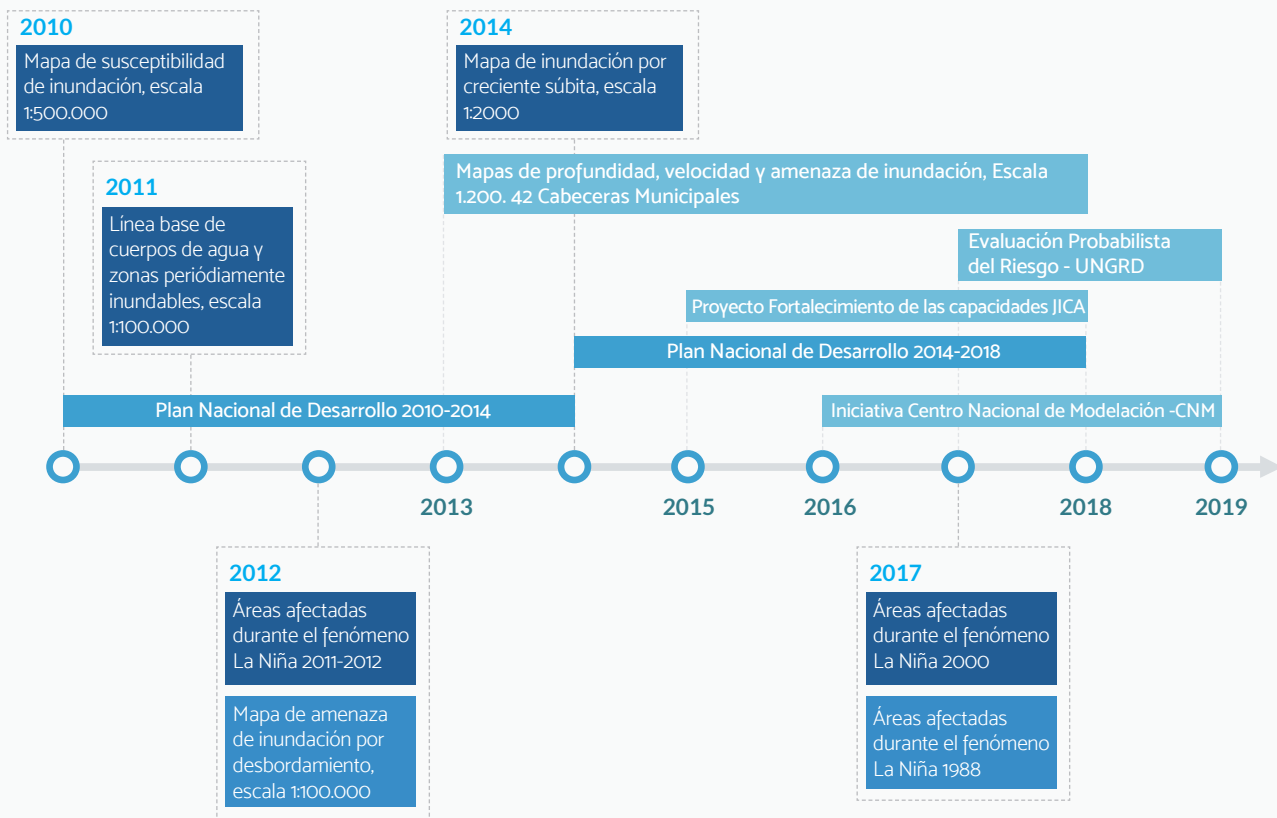 2010
Mapa de susceptibilidad
de inundación, escala
1:500.000
2014
Mapa de inundación por
creciente súbita, escala
1:2000
Mapas de profundidad, velocidad y amenaza de inundación, Escala
1.200. 42 Cabeceras Municipales
2011
Línea base de
cuerpos de agua y
zonas periódiamente
inundables, escala
1:100.000
Evaluación Probabilista
del Riesgo - UNGRD
Proyecto Fortalecimiento de las capacidades JICA
Plan Nacional de Desarrollo 2014-2018
Plan Nacional de Desarrollo 2010-2014
Iniciativa Centro Nacional de Modelación -CNM
2013
2015
2016
2018
2019
2012
Áreas afectadas
durante el fenómeno
La Niña 2011-2012
Mapa de amenaza
de inundación por
desbordamiento,
escala 1:100.000
2017
Áreas afectadas
durante el fenómeno
La Niña 2000
Áreas afectadas
durante el fenómeno
La Niña 1988